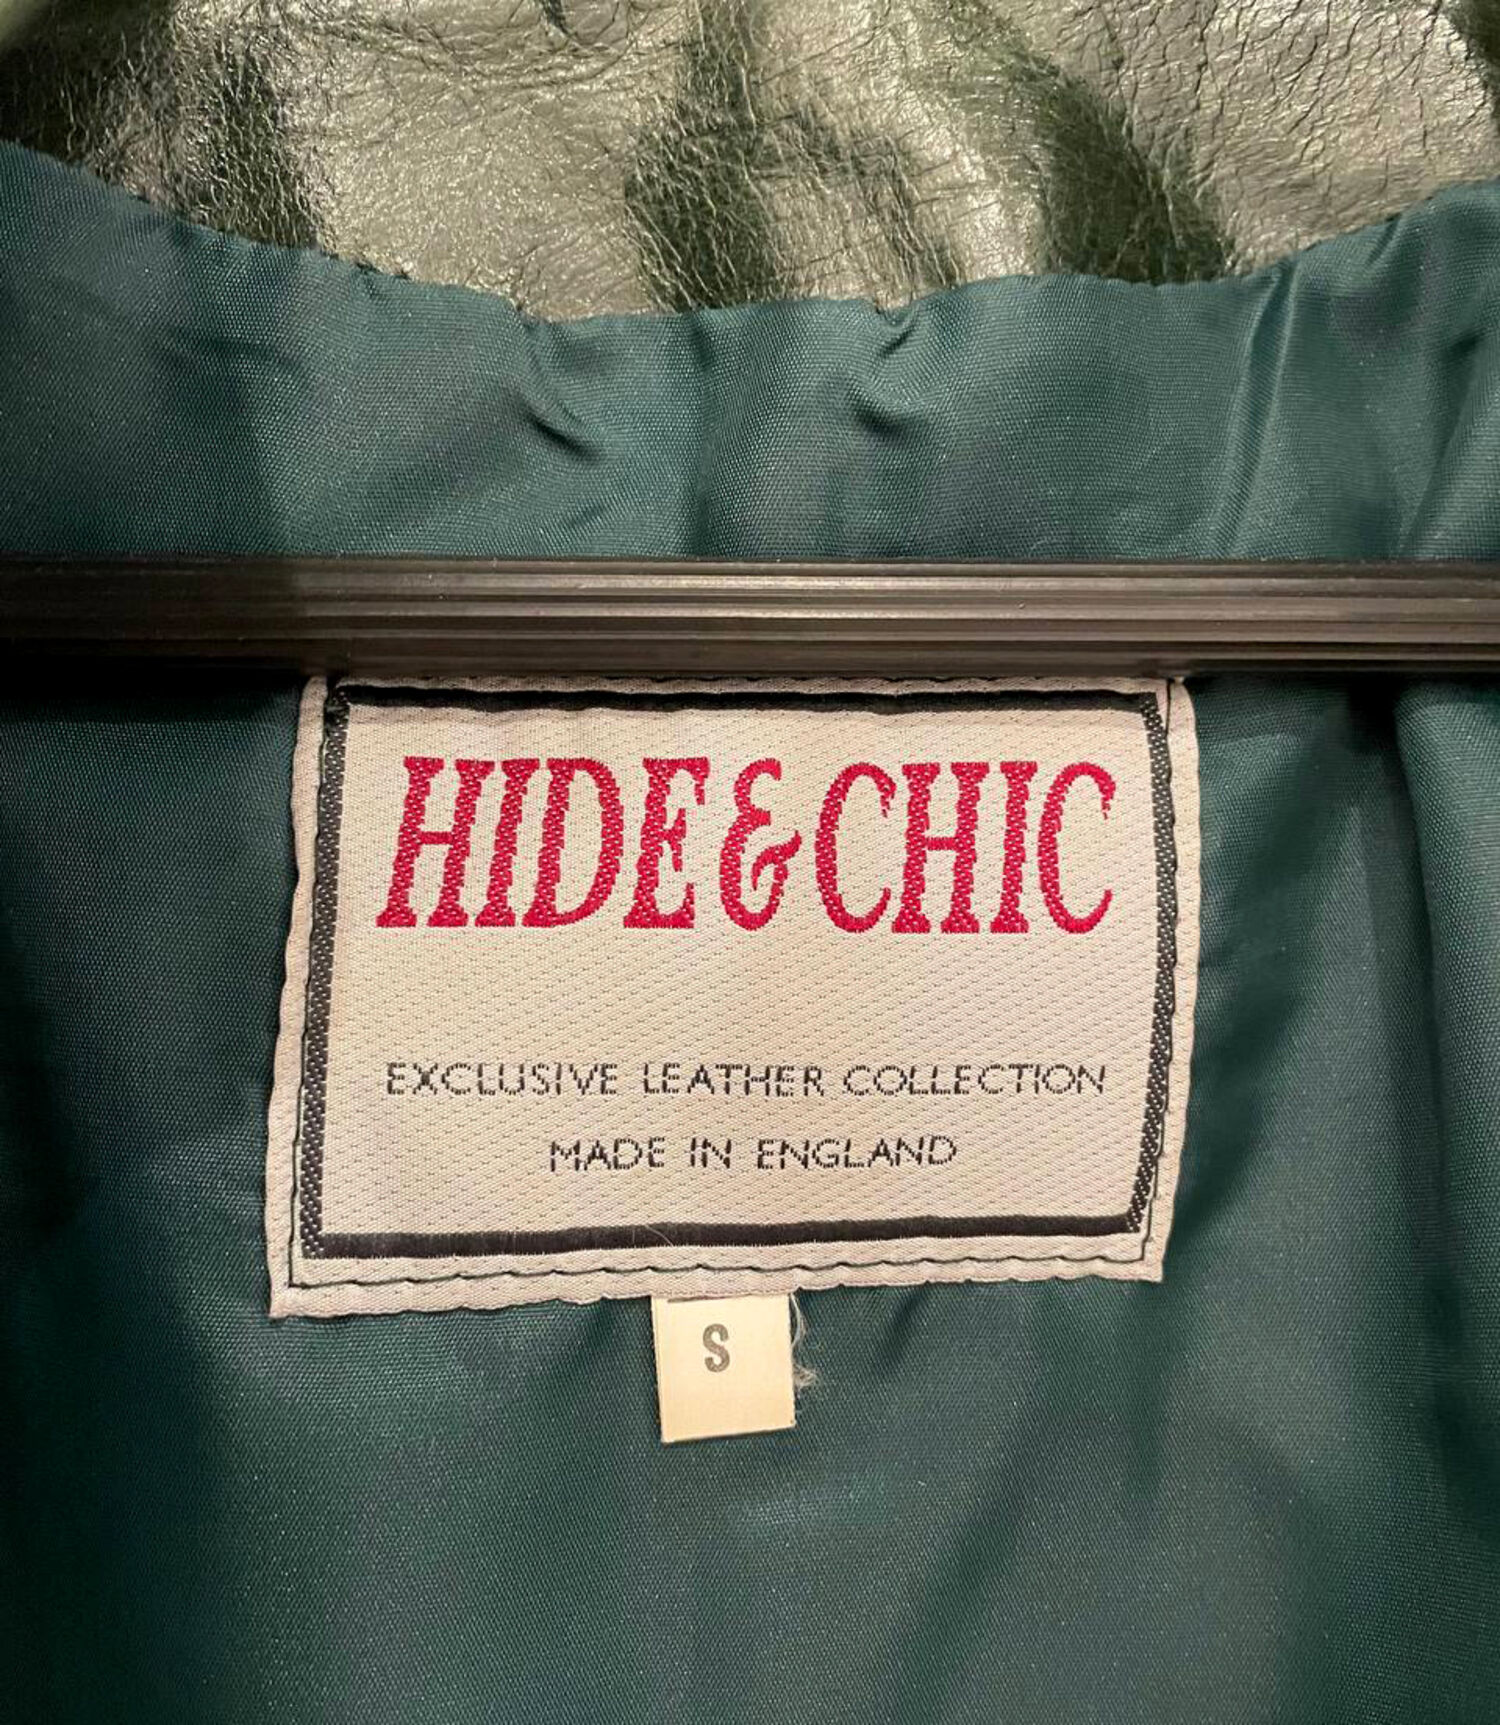 HIDE & CHIC
EXCLUSIVE LEATHER COLLECTION
MADE IN ENGLAND
S